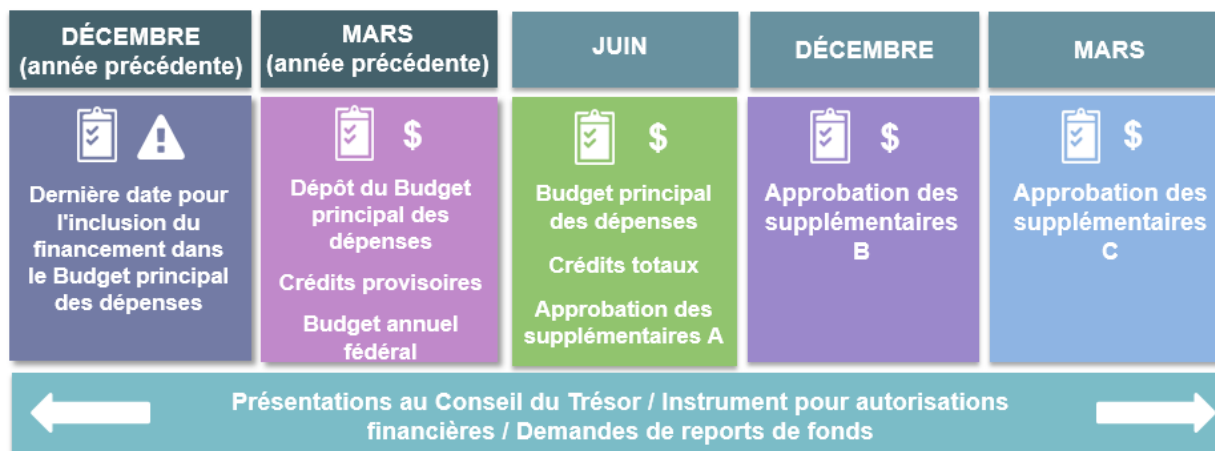 DÉCEMBRE
(année précédente)
MARS
(année précédente)
JUIN
DÉCEMBRE
MARS
Dernière date pour
l'inclusion du
financement dans
le Budget principal
des dépenses
$
Dépôt du Budget
principal des
dépenses
Crédits provisoires
Budget annuel
fédéral
$
Budget principal
des dépenses
Crédits totaux
Approbation des
supplémentaires A
$
Approbation des
supplémentaires
B
$
Approbation des
supplémentaires
C
Présentations au Conseil du Trésor / Instrument pour autorisations
financières / Demandes de reports de fonds